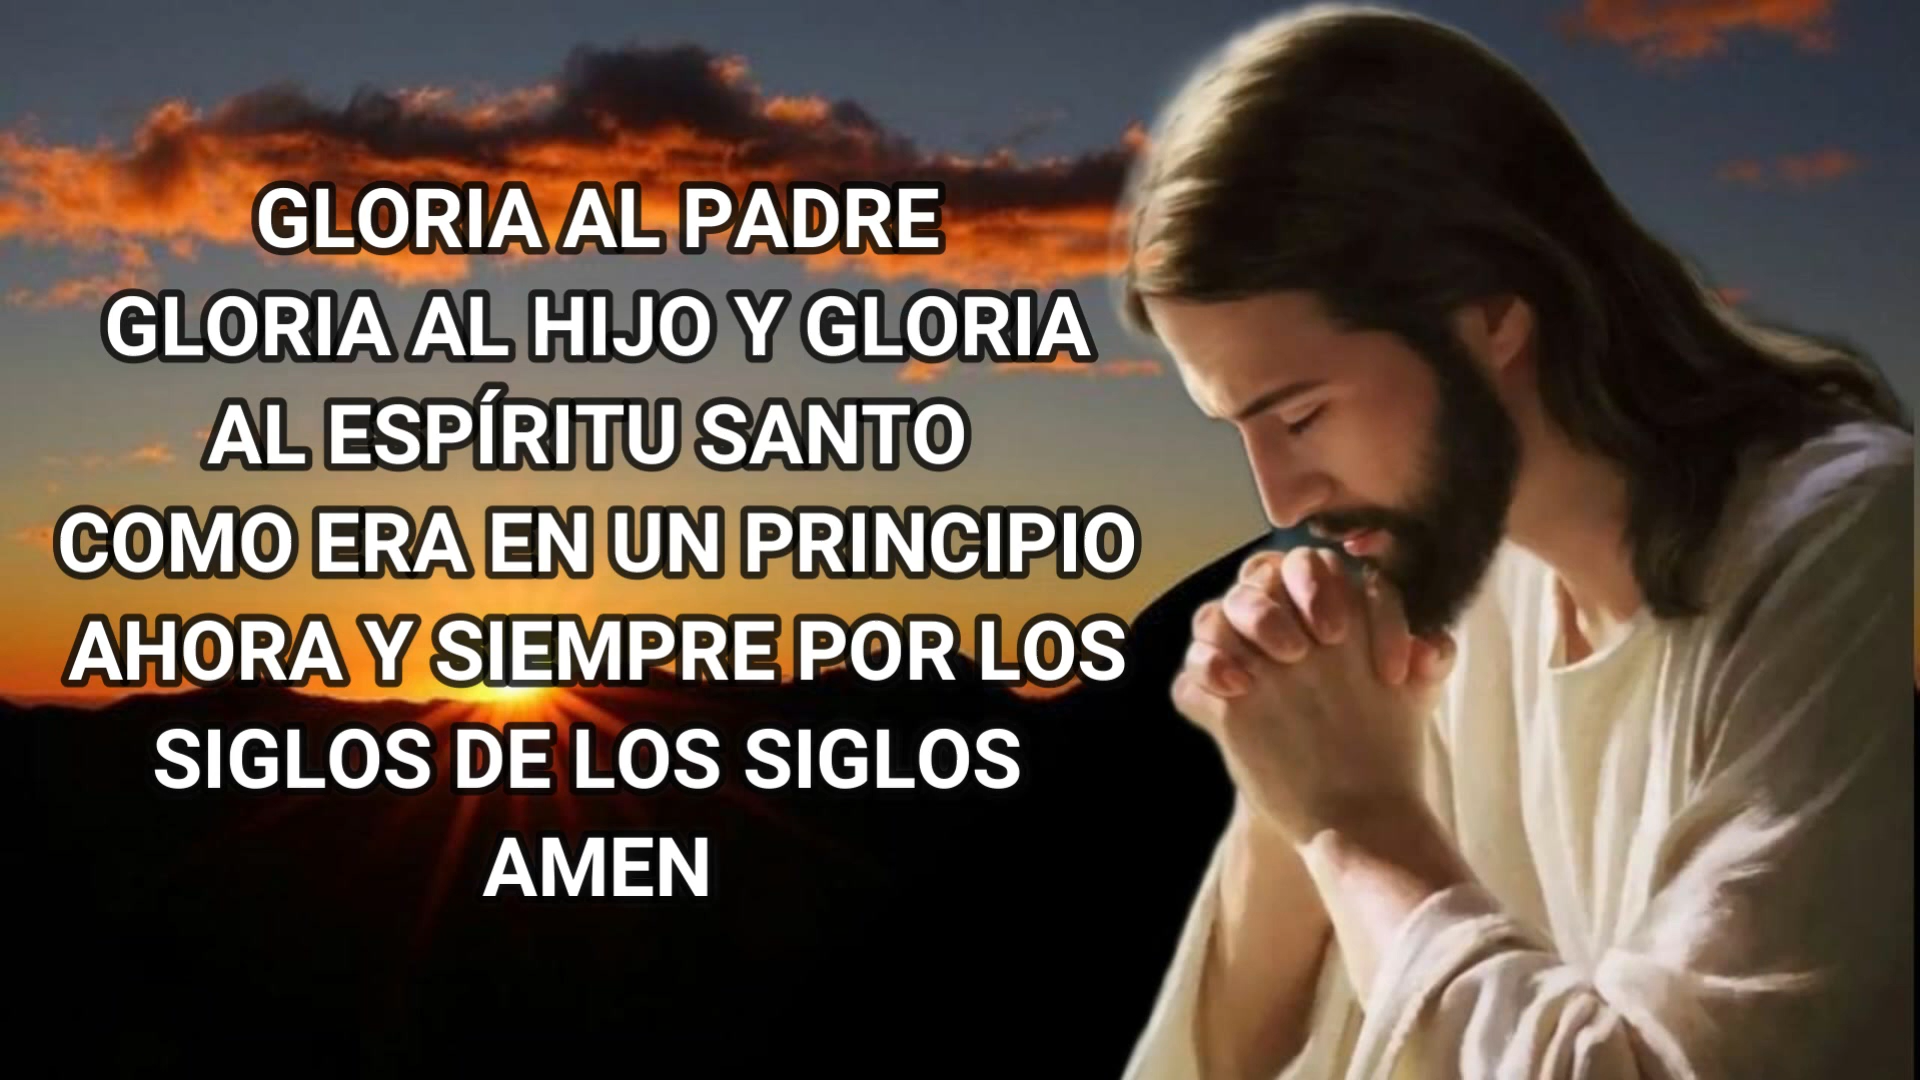 GLORIA AL PADRE
GLORIA AL HIJO Y GLORIA
AL ESPÍRITU SANTO
COMO ERA EN UN PRINCIPIO
AHORA Y SIEMPRE POR LOS
SIGLOS DE LOS SIGLOS
AMEN